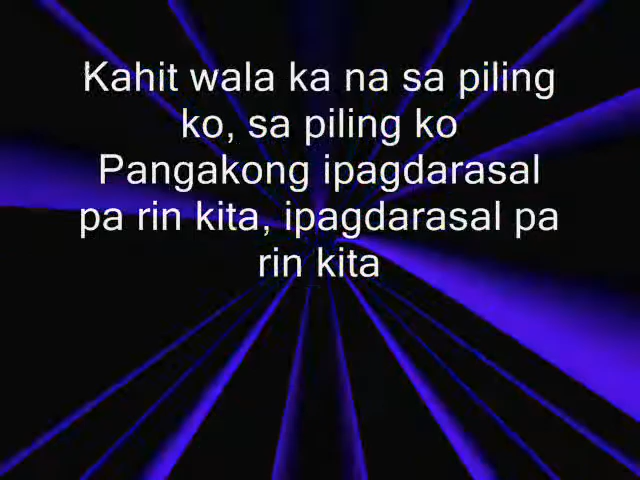 Kahit wala ka na sa piling
ko, sa piling ko
Pangakong ipagdarasal
pa rin kita, ipagdarasal pa
rin kita